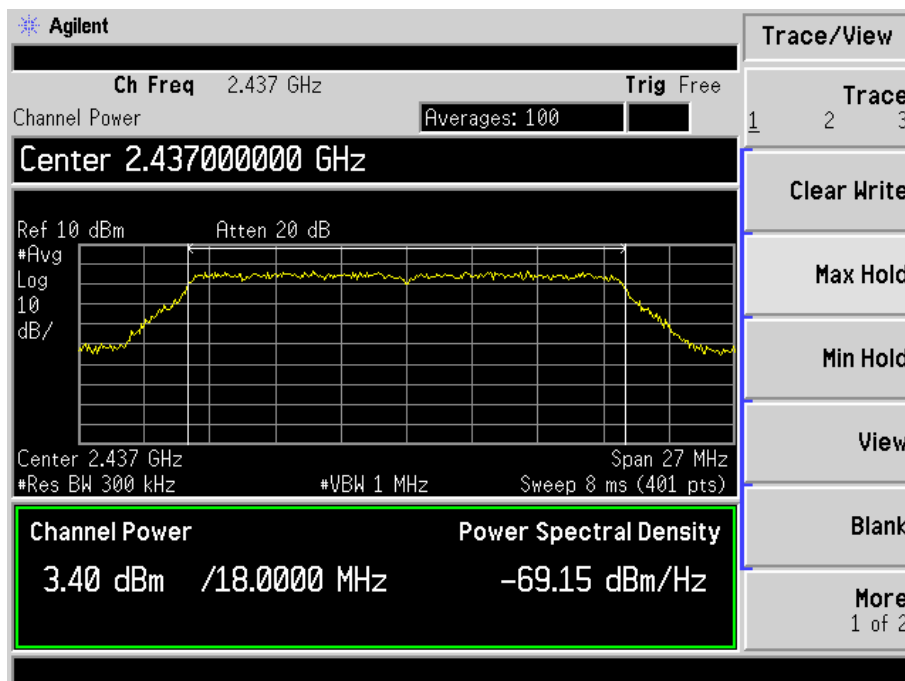 Agilent
Trace/View
Ch Freq 2.437 GHz Trig Free
Channel Power Averages: 100
Trace
1 2 3
Center 2.437000000 GHz
Clear Write
Ref 10 dBm Atten 20 dB
#Avg
Log
10
dB/
Max Hold
Min Hold
View
Center 2.437 GHz Span 27 MHz
#Res BW 300 kHz #VBW 1 MHz Sweep 8 ms (401 pts)
Channel Power Power Spectral Density
3.40 dBm /18.0000 MHz -69.15 dBm/Hz
Blank
More
1 of 2